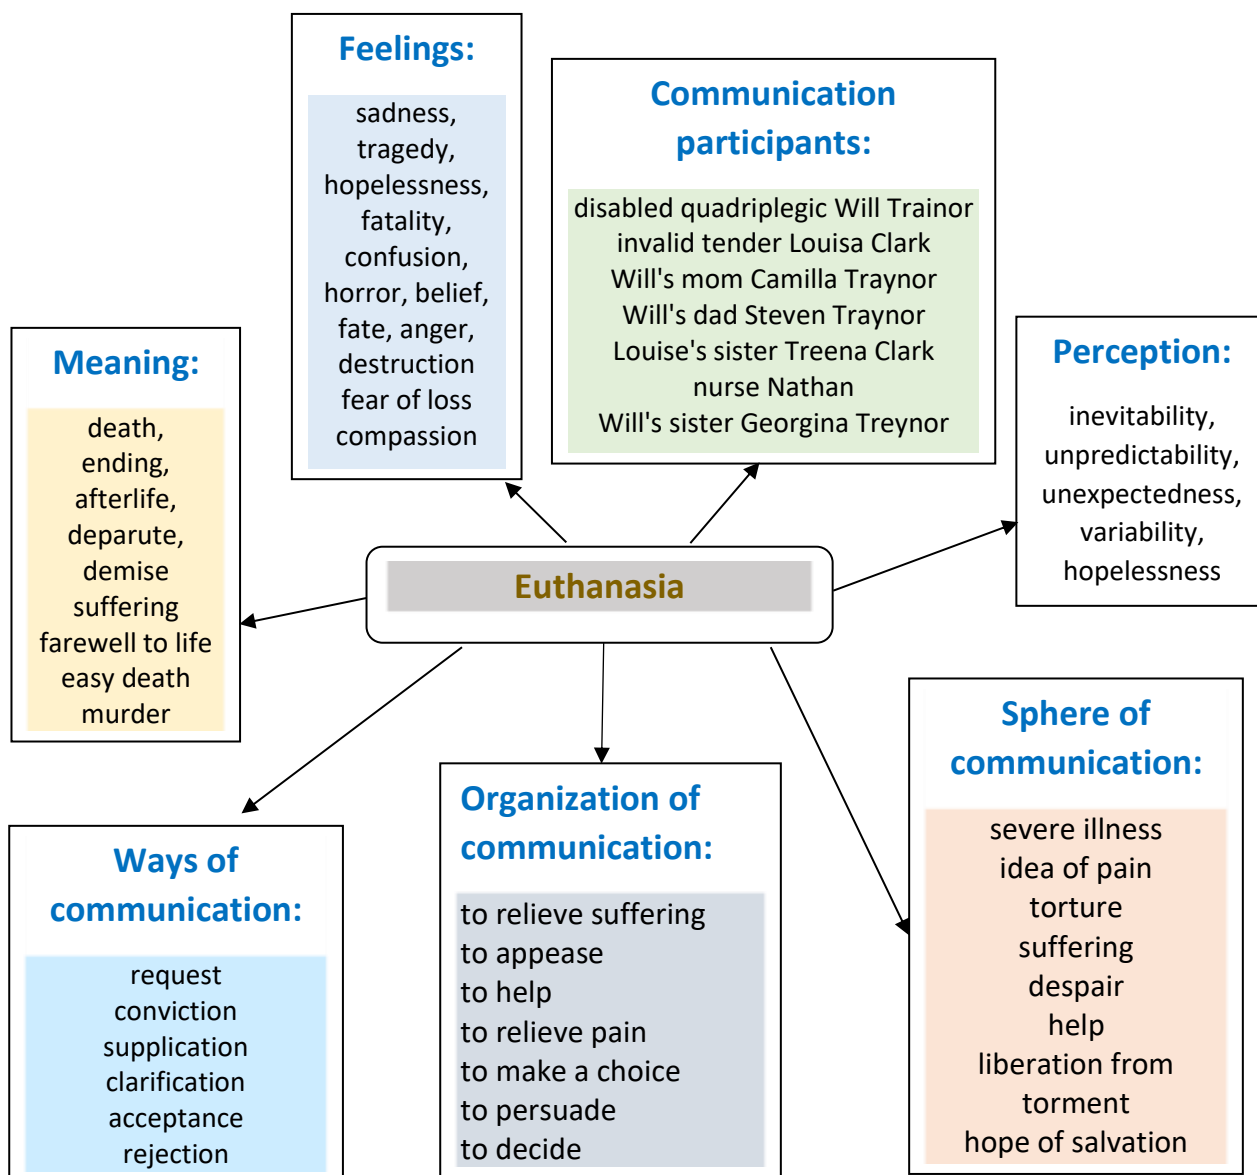 Feelings:
sadness,
tragedy,
hopelessness,
fatality,
confusion,
horror, belief,
fate, anger,
destruction
fear of loss
compassion
Communication
participants:
disabled quadriplegic Will Trainor
invalid tender Louisa Clark
Will's mom Camilla Traynor
Will's dad Steven Traynor
Louise's sister Treena Clark
nurse Nathan
Will's sister Georgina Treynor
Meaning:
death,
ending,
afterlife,
deparute,
demise
suffering
farewell to life
easy death
murder
Perception:
inevitability,
unpredictability,
unexpectedness,
variability,
hopelessness
Euthanasia
Ways of
communication:
request
conviction
supplication
clarification
acceptance
rejection
Organization of
communication:
to relieve suffering
to appease
to help
to relieve pain
to make a choice
to persuade
to decide
Sphere of
communication:
severe illness
idea of pain
torture
suffering
despair
help
liberation from
torment
hope of salvation